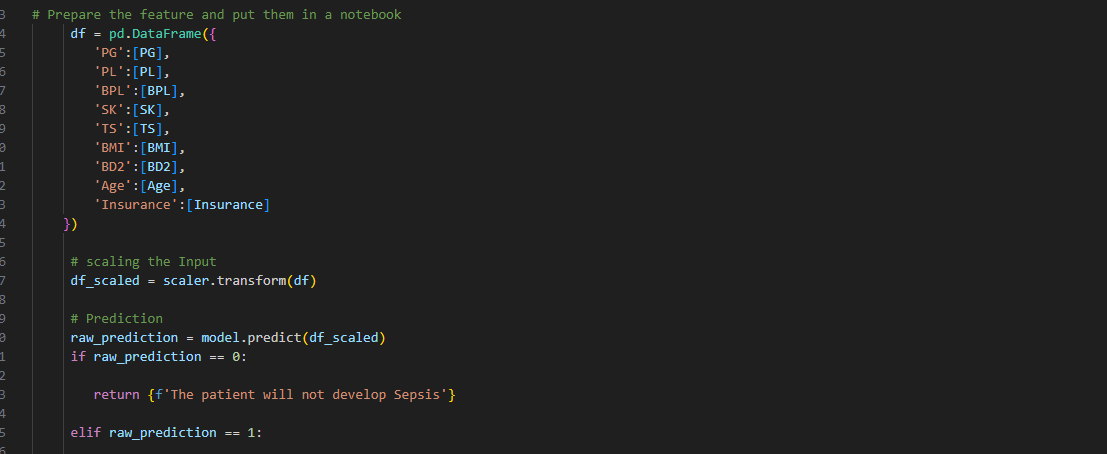 3 # Prepare the feature and put them in a notebook
4 df = pd.DataFrame({
5 'PG':[PG],
6 'PL':[PL],
7 'BPL':[BPL],
8 'SK':[SK],
9 'TS':[TS],
0 'BMI':[BMI],
1 'BD2':[BD2],
2 'Age':[Age],
3 'Insurance':[Insurance]
4 })
5
6 # scaling the Input
7 df_scaled = scaler.transform(df)
8
9 # Prediction
0 raw_prediction = model.predict(df_scaled)
1 if raw_prediction == 0:
2
3 return {f'The patient will not develop Sepsis'}
4
5 elif raw_prediction == 1:
6